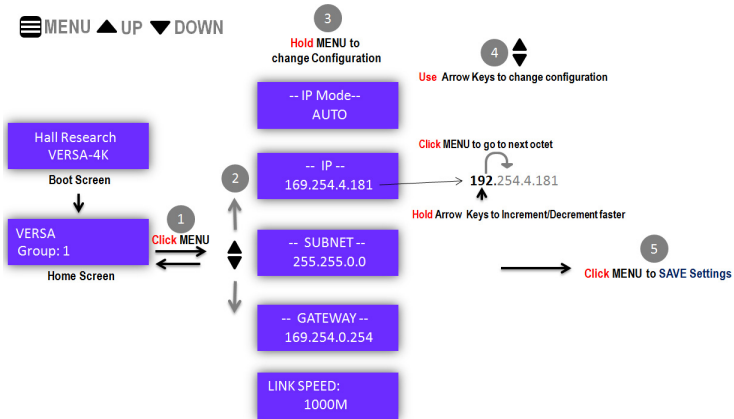 MENU UP DOWN
3
Hold MENU to
change Configuration
4
Use Arrow Keys to change configuration
-- IP Mode--
AUTO
Hall Research
VERSA-4K
Boot Screen
Click MENU to go to next octet
2
-- IP --
169.254.4.181
192.254.4.181
Hold Arrow Keys to Increment/Decrement faster
1
Click MENU
VERSA
Group: 1
Home Screen
-- SUBNET--
255.255.0.0
5
Click MENU to SAVE Settings
-- GATEWAY --
169.254.0.254
LINK SPEED:
1000M